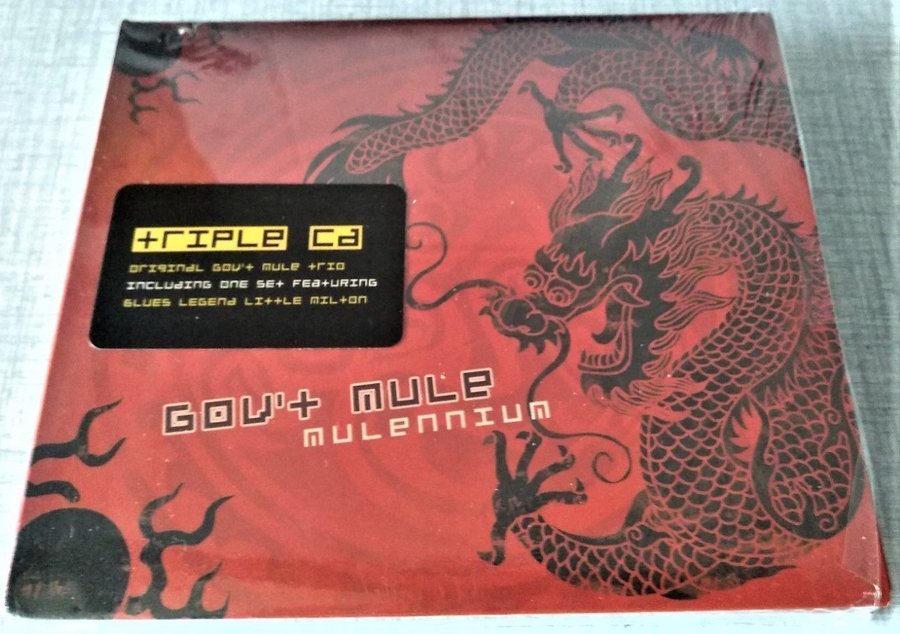 triple cd
original gov't mule trio
including one set featuring
blues legend little milton
Gov't mule
mulennium